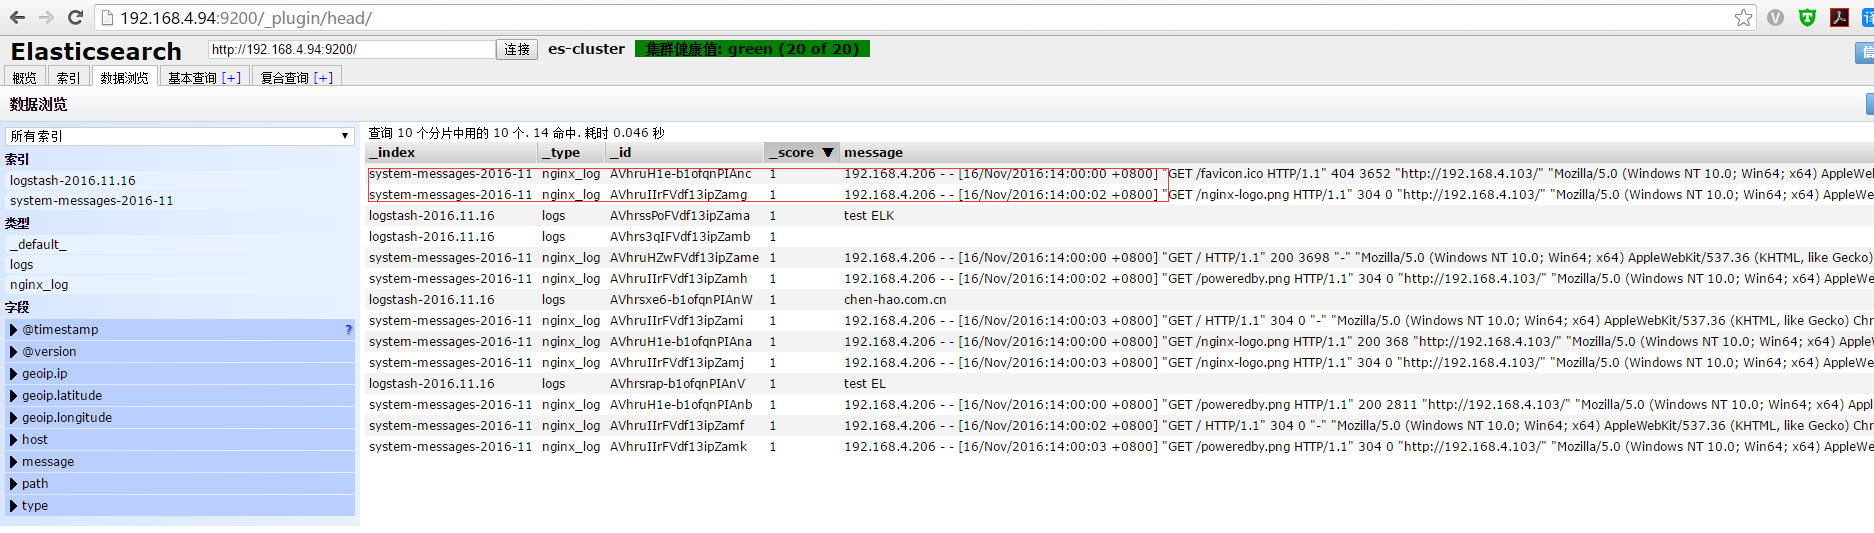 192.168.4.94:9200/_plugin/head/
Elasticsearch http://192.168.4.94:9200/ 连接 es-cluster 集群健康值: green (20 of 20)
概览 索引 数据浏览 基本查询 [+] 复合查询 [+]
数据浏览
所有索引
索引
logstash-2016.11.16
system-messages-2016-11
类型
_default_
logs
nginx_log
字段
@timestamp ?
@version
geoip.ip
geoip.latitude
geoip.longitude
host
message
path
type
查询 10 个分片中用的 10 个. 14 命中. 耗时 0.046 秒
_index _type _id _score ▼ message
system-messages-2016-11 nginx_log AVhruH1e-b1ofqnPIAnc 1 192.168.4.206 - - [16/Nov/2016:14:00:00 +0800] "GET /favicon.ico HTTP/1.1" 404 3652 "http://192.168.4.103/" "Mozilla/5.0 (Windows NT 10.0; Win64; x64) AppleWeb
system-messages-2016-11 nginx_log AVhruIIrFVdf13ipZamg 1 192.168.4.206 - - [16/Nov/2016:14:00:02 +0800] "GET /nginx-logo.png HTTP/1.1" 304 0 "http://192.168.4.103/" "Mozilla/5.0 (Windows NT 10.0; Win64; x64) AppleWe
logstash-2016.11.16 logs AVhrssPoFVdf13ipZama 1 test ELK
logstash-2016.11.16 logs AVhrs3qIFVdf13ipZamb 1
system-messages-2016-11 nginx_log AVhruHZwFVdf13ipZame 1 192.168.4.206 - - [16/Nov/2016:14:00:00 +0800] "GET / HTTP/1.1" 200 3698 "-" "Mozilla/5.0 (Windows NT 10.0; Win64; x64) AppleWebKit/537.36 (KHTML, like Gecko)
system-messages-2016-11 nginx_log AVhruIIrFVdf13ipZamh 1 192.168.4.206 - - [16/Nov/2016:14:00:02 +0800] "GET /poweredby.png HTTP/1.1" 304 0 "http://192.168.4.103/" "Mozilla/5.0 (Windows NT 10.0; Win64; x64) AppleWe
logstash-2016.11.16 logs AVhrsxe6-b1ofqnPIAnW 1 chen-hao.com.cn
system-messages-2016-11 nginx_log AVhruIIrFVdf13ipZami 1 192.168.4.206 - - [16/Nov/2016:14:00:03 +0800] "GET / HTTP/1.1" 304 0 "-" "Mozilla/5.0 (Windows NT 10.0; Win64; x64) AppleWebKit/537.36 (KHTML, like Gecko) Chr
system-messages-2016-11 nginx_log AVhruH1e-b1ofqnPIAna 1 192.168.4.206 - - [16/Nov/2016:14:00:00 +0800] "GET /nginx-logo.png HTTP/1.1" 200 368 "http://192.168.4.103/" "Mozilla/5.0 (Windows NT 10.0; Win64; x64) Apple
system-messages-2016-11 nginx_log AVhruIIrFVdf13ipZamj 1 192.168.4.206 - - [16/Nov/2016:14:00:03 +0800] "GET /nginx-logo.png HTTP/1.1" 304 0 "http://192.168.4.103/" "Mozilla/5.0 (Windows NT 10.0; Win64; x64) AppleWe
logstash-2016.11.16 logs AVhrsrap-b1ofqnPIAnV 1 test EL
system-messages-2016-11 nginx_log AVhruH1e-b1ofqnPIAnb 1 192.168.4.206 - - [16/Nov/2016:14:00:00 +0800] "GET /poweredby.png HTTP/1.1" 200 2811 "http://192.168.4.103/" "Mozilla/5.0 (Windows NT 10.0; Win64; x64) Appl
system-messages-2016-11 nginx_log AVhruIIrFVdf13ipZamf 1 192.168.4.206 - - [16/Nov/2016:14:00:02 +0800] "GET / HTTP/1.1" 304 0 "-" "Mozilla/5.0 (Windows NT 10.0; Win64; x64) AppleWebKit/537.36 (KHTML, like Gecko) Chr
system-messages-2016-11 nginx_log AVhruIIrFVdf13ipZamk 1 192.168.4.206 - - [16/Nov/2016:14:00:03 +0800] "GET /poweredby.png HTTP/1.1" 304 0 "http://192.168.4.103/" "Mozilla/5.0 (Windows NT 10.0; Win64; x64) AppleWe